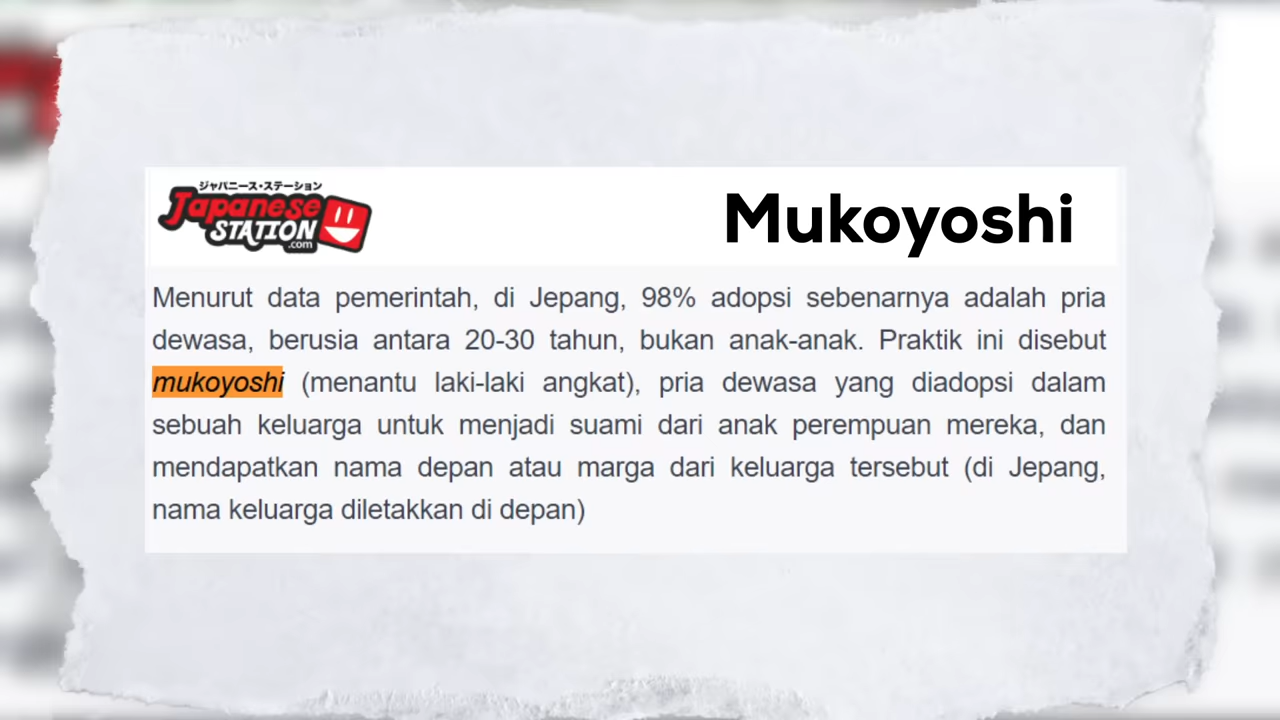 ジャパニース・ステーション
Japanese
STATION
.com
Mukoyoshi
Menurut data pemerintah, di Jepang, 98% adopsi sebenarnya adalah pria
dewasa, berusia antara 20-30 tahun, bukan anak-anak. Praktik ini disebut
mukoyoshi (menantu laki-laki angkat), pria dewasa yang diadopsi dalam
sebuah keluarga untuk menjadi suami dari anak perempuan mereka, dan
mendapatkan nama depan atau marga dari keluarga tersebut (di Jepang,
nama keluarga diletakkan di depan)